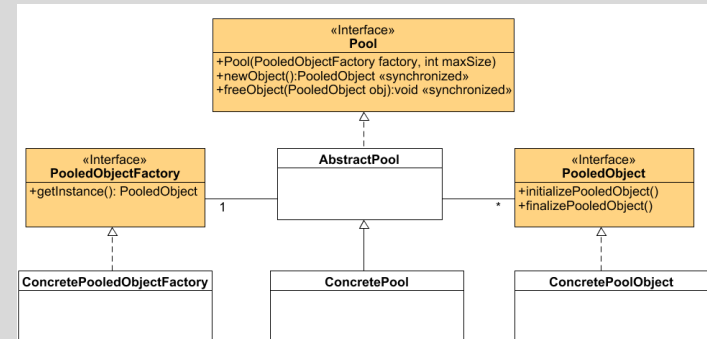 «Interface»
Pool
+Pool(PooledObjectFactory factory, int maxSize)
+newObject():PooledObject «synchronized»
+freeObject(PooledObject obj):void «synchronized»
«Interface»
PooledObjectFactory
+getInstance(): PooledObject
1
AbstractPool
*
«Interface»
PooledObject
+initializePooledObject()
+finalizePooledObject()
ConcretePooledObjectFactory
ConcretePool
ConcretePoolObject